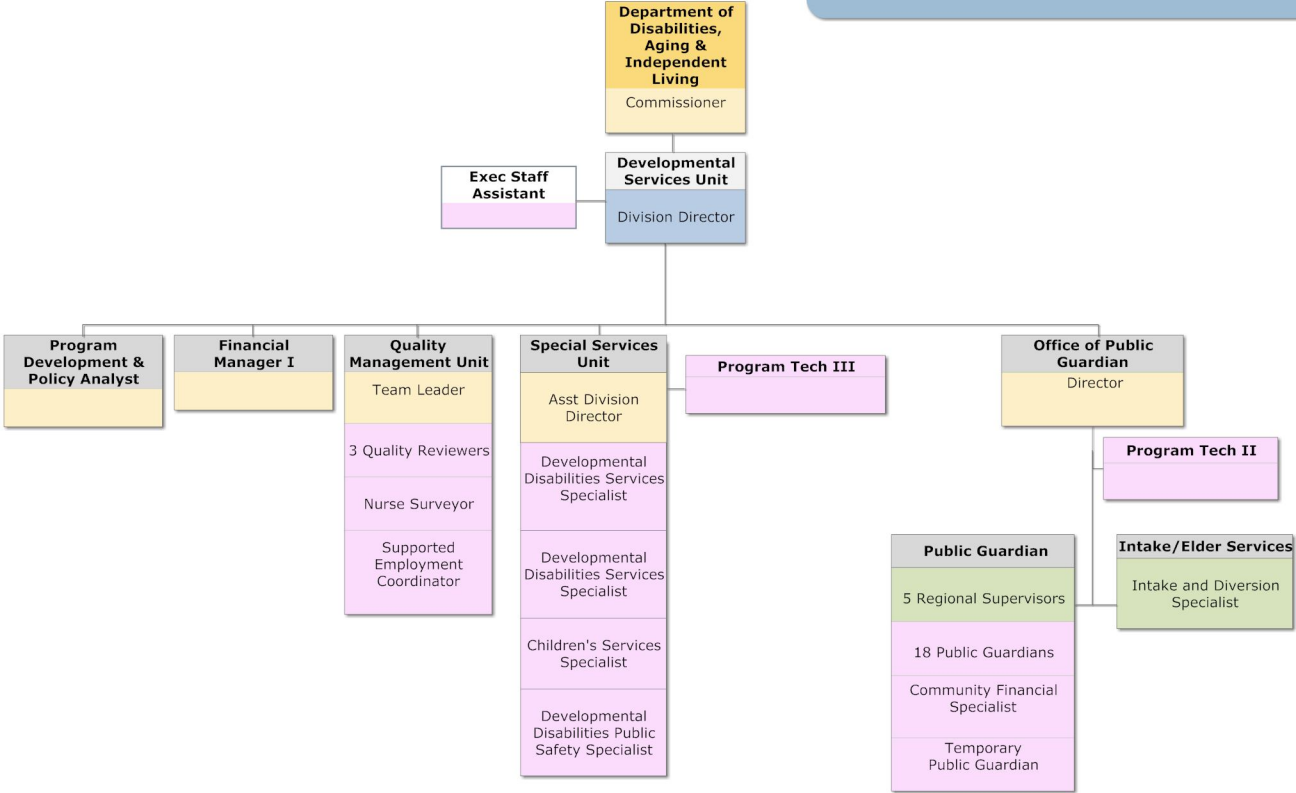 Department of
Disabilities,
Aging &
Independent
Living
Commissioner
Exec Staff
Assistant
Developmental
Services Unit
Division Director
Program
Development &
Policy Analyst
Financial
Manager I
Quality
Management Unit
Team Leader
3 Quality Reviewers
Nurse Surveyor
Supported
Employment
Coordinator
Special Services
Unit
Asst Division
Director
Developmental
Disabilities Services
Specialist
Developmental
Disabilities Services
Specialist
Children's Services
Specialist
Developmental
Disabilities Public
Safety Specialist
Program Tech III
Office of Public
Guardian
Director
Program Tech II
Public Guardian
5 Regional Supervisors
18 Public Guardians
Community Financial
Specialist
Temporary
Public Guardian
Intake/Elder Services
Intake and Diversion
Specialist